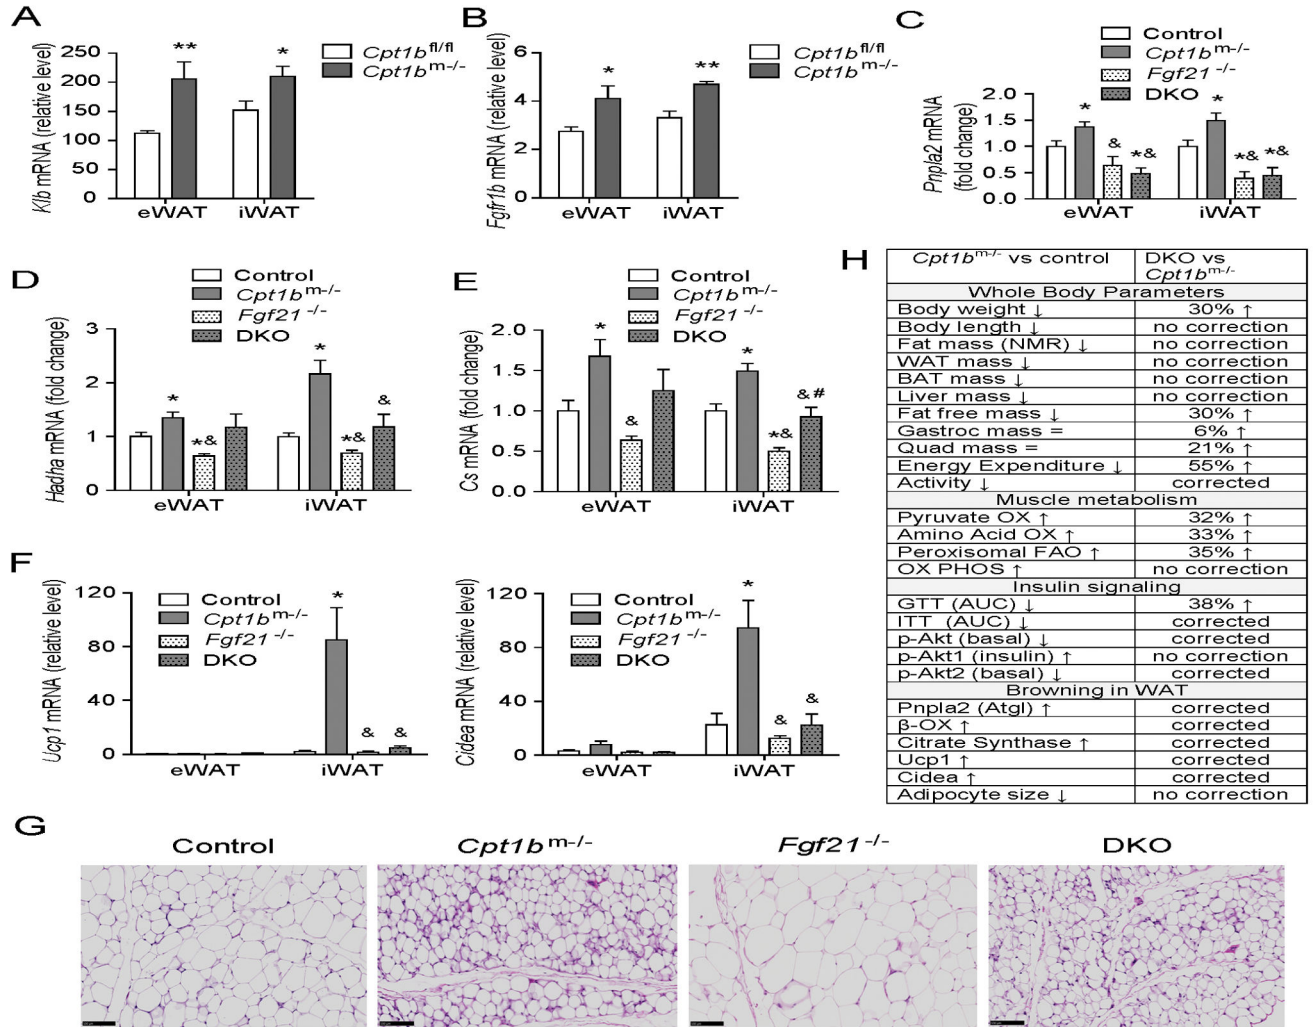 A
Klb mRNA (relative level)
250
200
150
100
50
0
**
*
eWAT
iWAT
Cpt1b fl/fl
Cpt1b m-/-
B
Fgfr1b mRNA (relative level)
6
4
2
0
*
**
eWAT
iWAT
Cpt1b fl/fl
Cpt1b m-/-
C
Control
Cpt1b m-/-
Fgf21 -/-
DKO
Pnpla2 mRNA
(fold change)
2.0
1.5
1.0
0.5
0.0
*
&
*&
*
*&
*&
eWAT
iWAT
D
Control
Cpt1b m-/-
Fgf21 -/-
DKO
Hadha mRNA (fold change)
3
2
1
0
*
*&
*
*&
&
eWAT
iWAT
E
Control
Cpt1b m-/-
Fgf21 -/-
DKO
Cs mRNA (fold change)
2.0
1.5
1.0
0.5
0.0
*
&
*
*&
&#
eWAT
iWAT
F
Ucp1 mRNA (relative level)
120
80
40
0
Control
Cpt1b m-/-
Fgf21 -/-
DKO
*
&
&
eWAT
iWAT
Cidea mRNA (relative level)
120
80
40
0
Control
Cpt1b m-/-
Fgf21 -/-
DKO
*
&
&
eWAT
iWAT
H
Cpt1b m-/- vs control
DKO vs
Cpt1b m-/-
Whole Body Parameters
Body weight ↓ 30% ↑
Body length ↓ no correction
Fat mass (NMR) ↓ no correction
WAT mass ↓ no correction
BAT mass ↓ no correction
Liver mass ↓ no correction
Fat free mass ↓ 30% ↑
Gastroc mass = 6% ↑
Quad mass = 21% ↑
Energy Expenditure ↓ 55% ↑
Activity ↓ corrected
Muscle metabolism
Pyruvate OX ↑ 32% ↑
Amino Acid OX ↑ 33% ↑
Peroxisomal FAO ↑ 35% ↑
OX PHOS ↑ no correction
Insulin signaling
GTT (AUC) ↓ 38% ↑
ITT (AUC) ↓ corrected
p-Akt (basal) ↓ corrected
p-Akt1 (insulin) ↑ no correction
p-Akt2 (basal) ↓ corrected
Browning in WAT
Pnpla2 (Atgl) ↑ corrected
β-OX ↑ corrected
Citrate Synthase ↑ corrected
Ucp1 ↑ corrected
Cidea ↑ corrected
Adipocyte size ↓ no correction
G
Control
Cpt1b m-/-
Fgf21 -/-
DKO